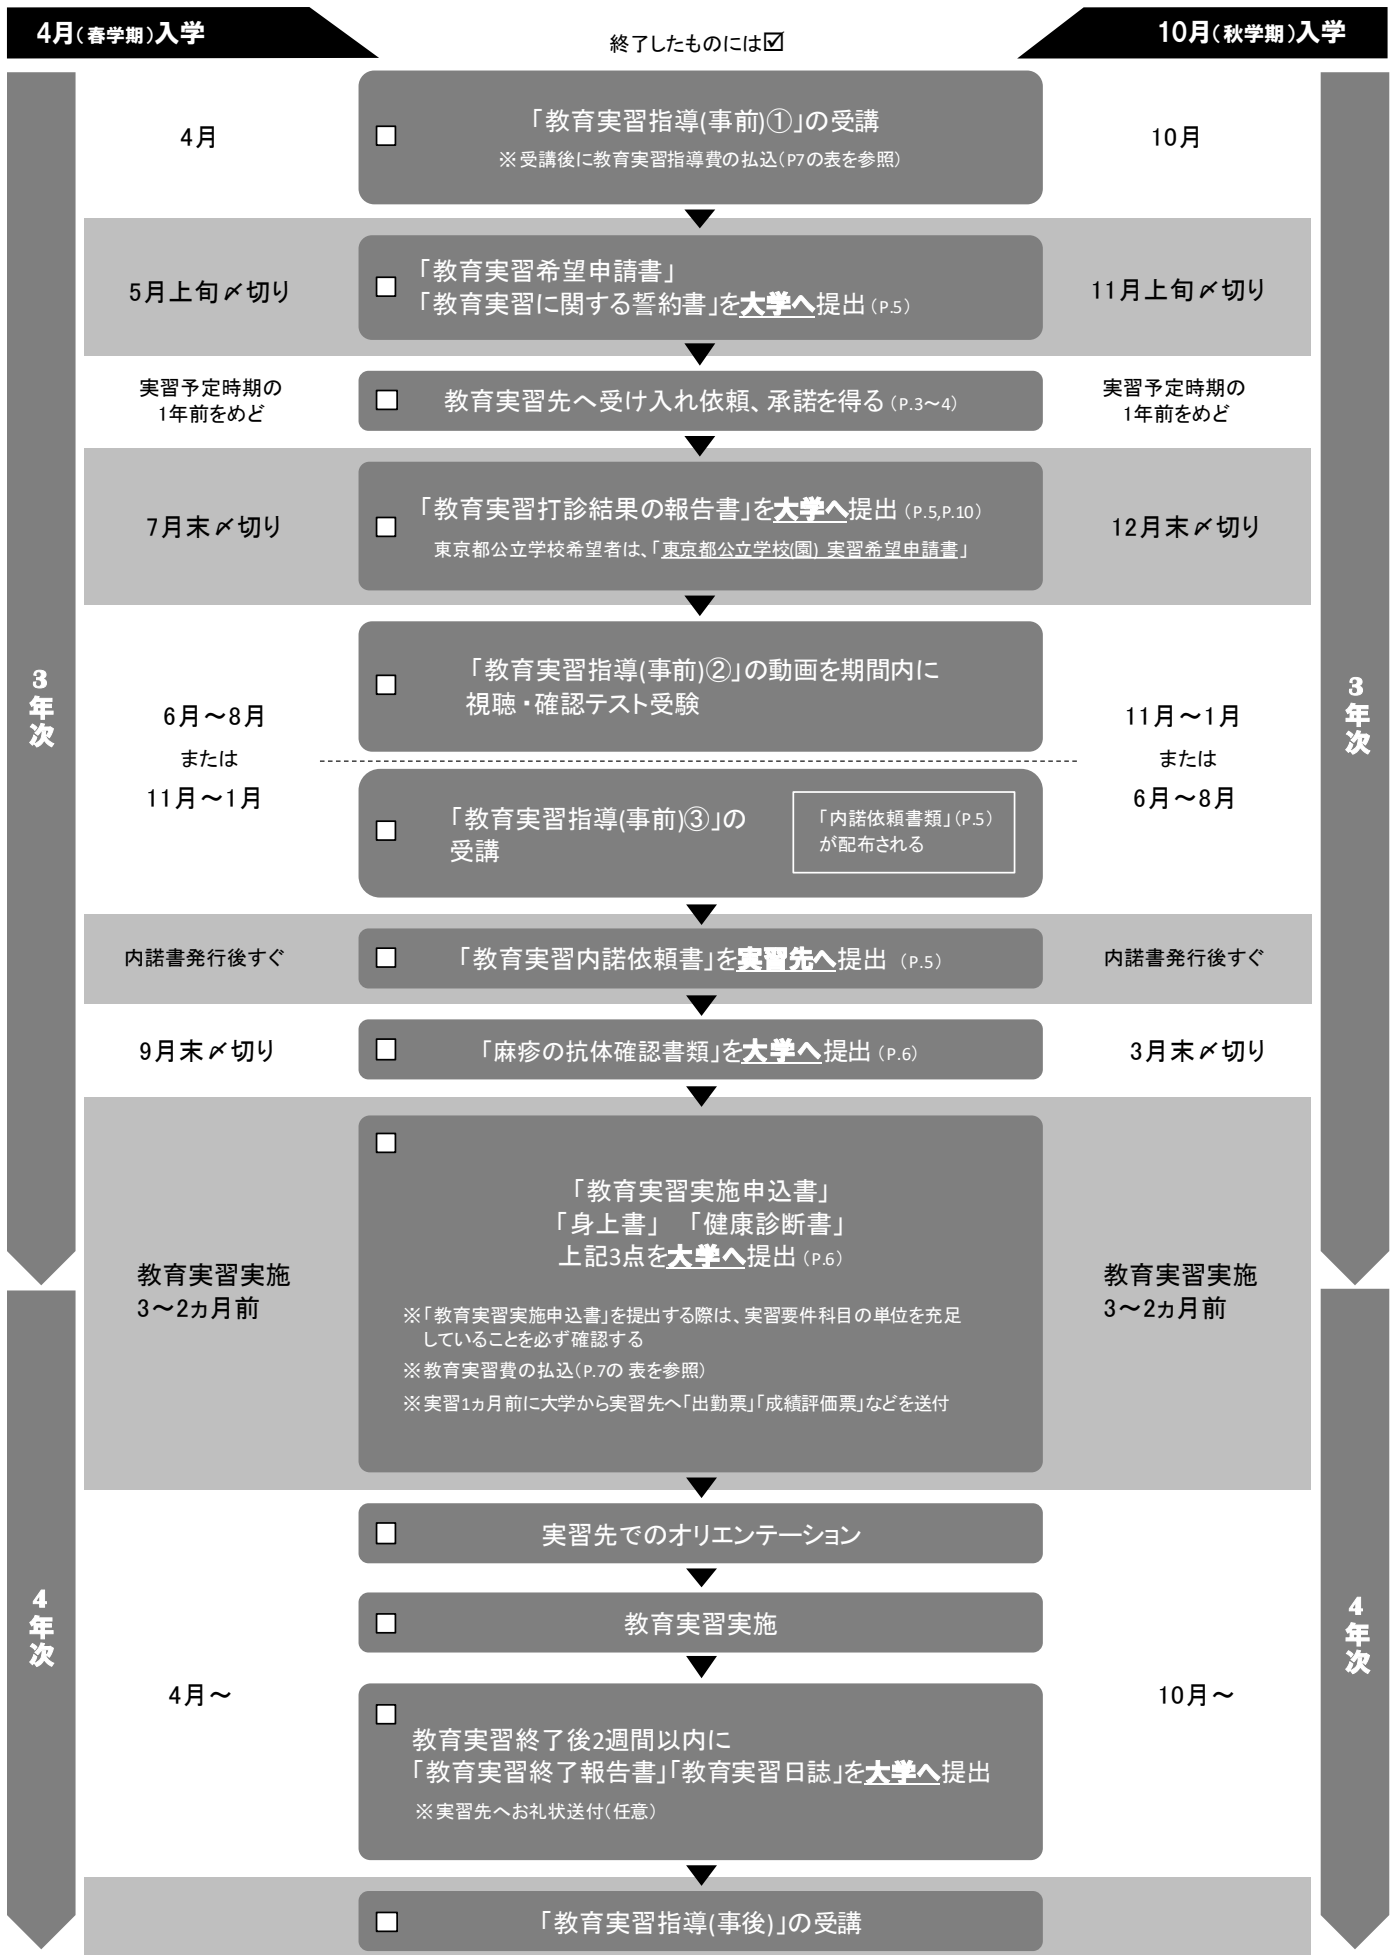 4月(春学期)入学
終了したものには☑
10月(秋学期)入学
4月
「教育実習指導(事前)①」の受講
※受講後に教育実習指導費の払込(P7の表を参照)
10月
5月上旬〆切り
「教育実習希望申請書」
「教育実習に関する誓約書」を大学へ提出(P.5)
11月上旬〆切り
実習予定時期の
1年前をめど
教育実習先へ受け入れ依頼、承諾を得る(P.3～4)
実習予定時期の
1年前をめど
7月末〆切り
「教育実習打診結果の報告書」を大学へ提出(P.5,P.10)
東京都公立学校希望者は、「東京都公立学校(園) 実習希望申請書」
12月末〆切り
3年次
6月～8月
または
11月～1月
「教育実習指導(事前)②」の動画を期間内に
視聴・確認テスト受験
「教育実習指導(事前)③」の
受講
「内諾依頼書類」(P.5)
が配布される
11月～1月
または
6月～8月
3年次
内諾書発行後すぐ
「教育実習内諾依頼書」を実習先へ提出 (P.5)
内諾書発行後すぐ
9月末〆切り
「麻疹の抗体確認書類」を大学へ提出(P.6)
3月末〆切り
教育実習実施
3～2ヵ月前
「教育実習実施申込書」
「身上書」 「健康診断書」
上記3点を大学へ提出(P.6)
※「教育実習実施申込書」を提出する際は、実習要件科目の単位を充足
していることを必ず確認する
※教育実習費の払込(P.7の 表を参照)
※実習1ヵ月前に大学から実習先へ「出勤票」「成績評価票」などを送付
教育実習実施
3～2ヵ月前
4年次
実習先でのオリエンテーション
教育実習実施
4月～
教育実習終了後2週間以内に
「教育実習終了報告書」「教育実習日誌」を大学へ提出
※実習先へお礼状送付(任意)
10月～
4年次
「教育実習指導(事後)」の受講